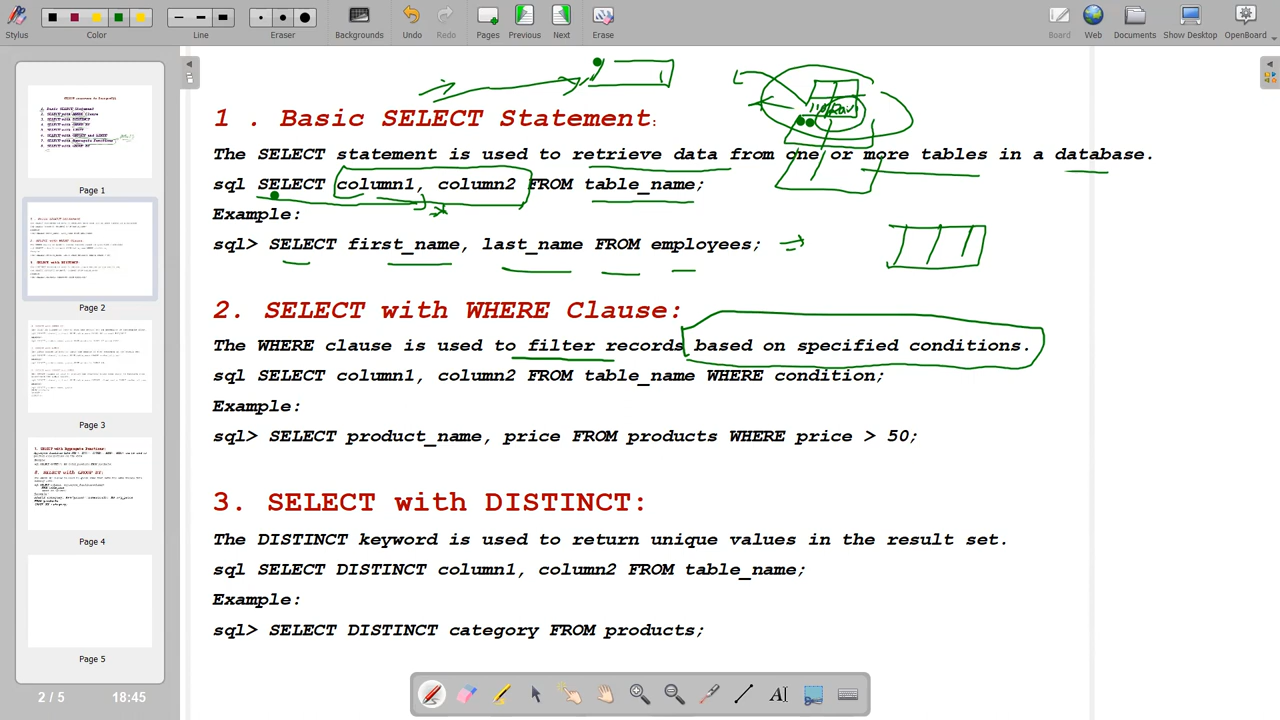 Stylus
Color
Line
Eraser
Backgrounds
Undo
Redo
Pages
Previous
Next
Erase
Board
Web
Documents
Show Desktop
OpenBoard
Page 1
Page 2
Page 3
Page 4
Page 5
2 / 5
18:45
1 . Basic SELECT Statement:
The SELECT statement is used to retrieve data from one or more tables in a database.
sql SELECT column1, column2 FROM table_name;
Example:
sql> SELECT first_name, last_name FROM employees;
2. SELECT with WHERE Clause:
The WHERE clause is used to filter records based on specified conditions.
sql SELECT column1, column2 FROM table_name WHERE condition;
Example:
sql> SELECT product_name, price FROM products WHERE price > 50;
3. SELECT with DISTINCT:
The DISTINCT keyword is used to return unique values in the result set.
sql SELECT DISTINCT column1, column2 FROM table_name;
Example:
sql> SELECT DISTINCT category FROM products;